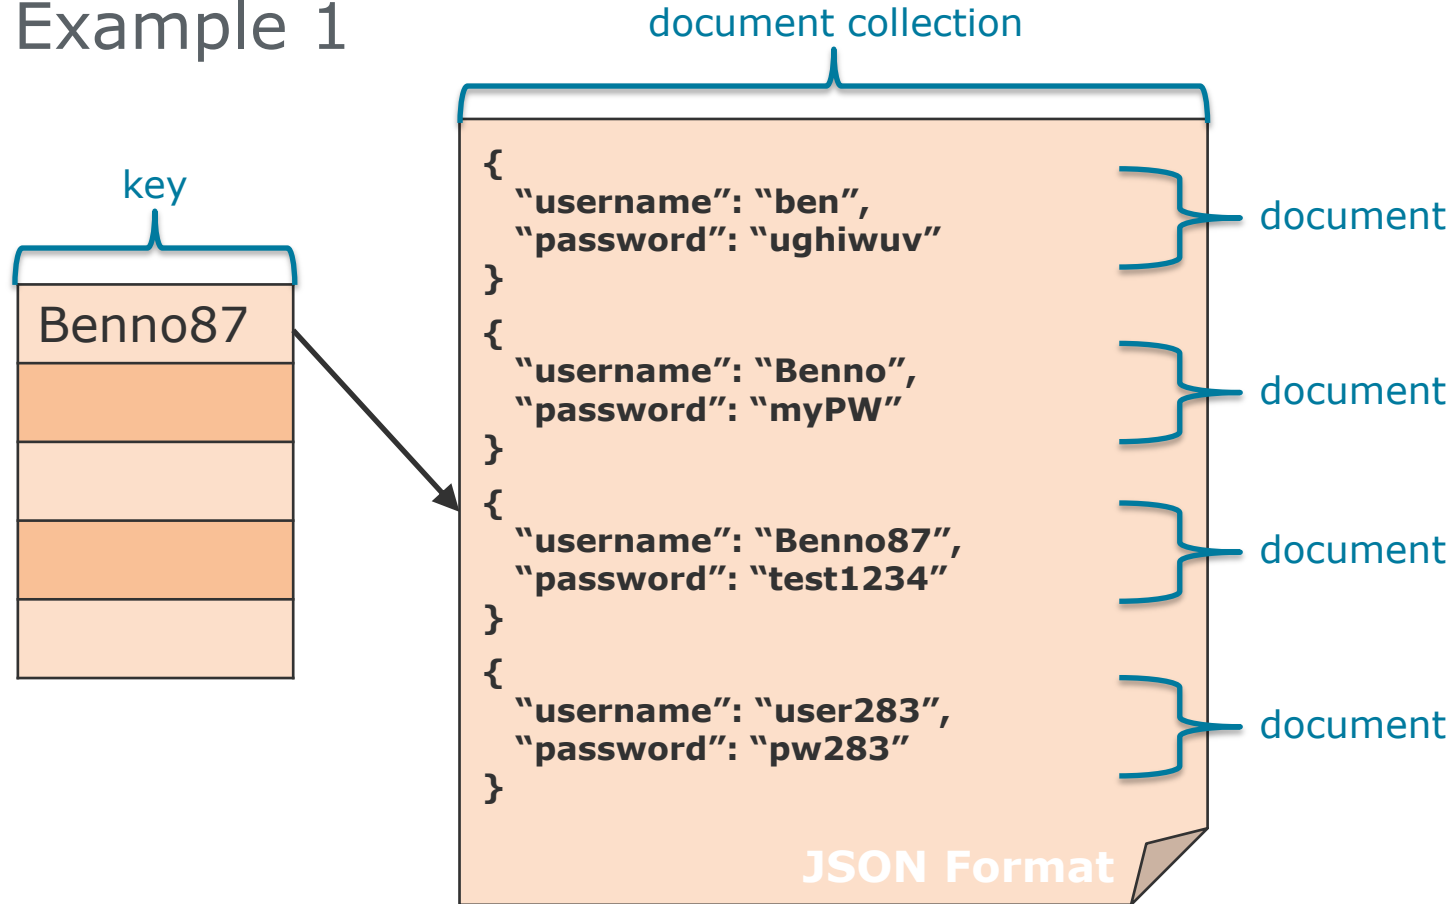 Example 1
document collection
key
Benno87
{
“username”: “ben”,
“password”: “ughiwuv”
}
document
{
“username”: “Benno”,
“password”: “myPW”
}
document
{
“username”: “Benno87”,
“password”: “test1234”
}
document
{
“username”: “user283”,
“password”: “pw283”
}
document
JSON Format